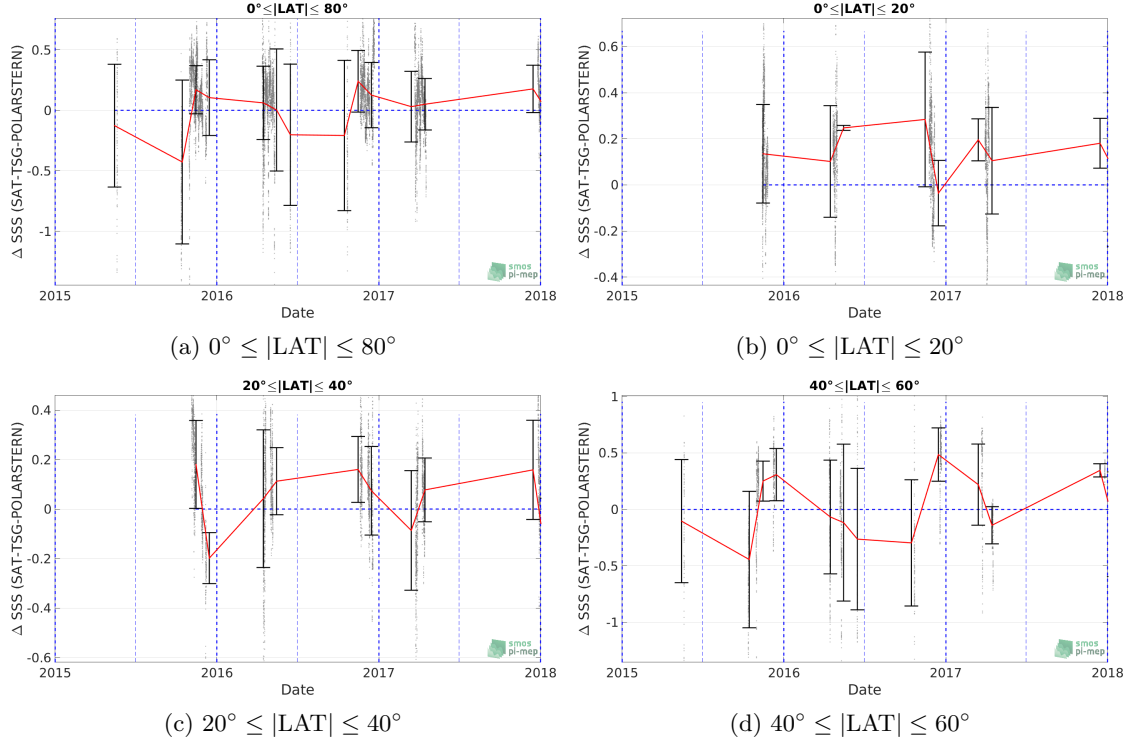 0°≤|LAT|≤ 80°
Δ SSS (SAT-TSG-POLARSTERN)
0.5
0
-0.5
-1
2015
2016
2017
2018
Date
smos
pi-mep
(a) 0° ≤ |LAT| ≤ 80°
0°≤|LAT|≤ 20°
Δ SSS (SAT-TSG-POLARSTERN)
0.6
0.4
0.2
0
-0.2
-0.4
2015
2016
2017
2018
Date
smos
pi-mep
(b) 0° ≤ |LAT| ≤ 20°
20°≤|LAT|≤ 40°
Δ SSS (SAT-TSG-POLARSTERN)
0.4
0.2
0
-0.2
-0.4
-0.6
2015
2016
2017
2018
Date
smos
pi-mep
(c) 20° ≤ |LAT| ≤ 40°
40°≤|LAT|≤ 60°
Δ SSS (SAT-TSG-POLARSTERN)
1
0.5
0
-0.5
-1
2015
2016
2017
2018
Date
smos
pi-mep
(d) 40° ≤ |LAT| ≤ 60°